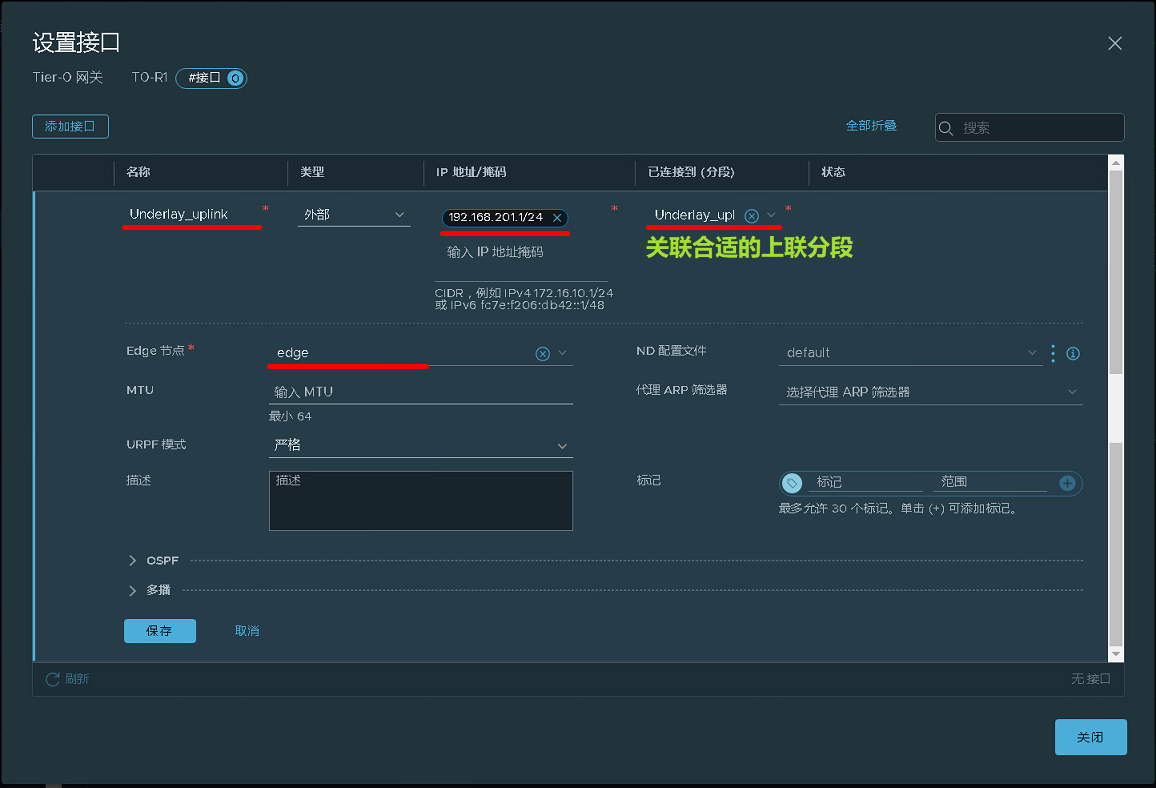 设置接口
Tier-0 网关 T0-R1 #接口 0
添加接口 全部折叠 搜索
名称 类型 IP 地址/掩码 已连接到 (分段) 状态
Underlay_uplink * 外部 192.168.201.1/24 * Underlay_upl *
关联合适的上联分段
输入 IP 地址掩码
CIDR，例如 IPv4 172.16.10.1/24
或 IPv6 fc7e:f206:db42::1/48
Edge 节点 * edge ND 配置文件 default
MTU 输入 MTU 代理 ARP 筛选器 选择代理 ARP 筛选器
最小 64
URPF 模式 严格
描述 描述 标记 标记 范围
最多允许 30 个标记。单击 (+) 可添加标记。
OSPF
多播
保存 取消
刷新 无 接口
关闭